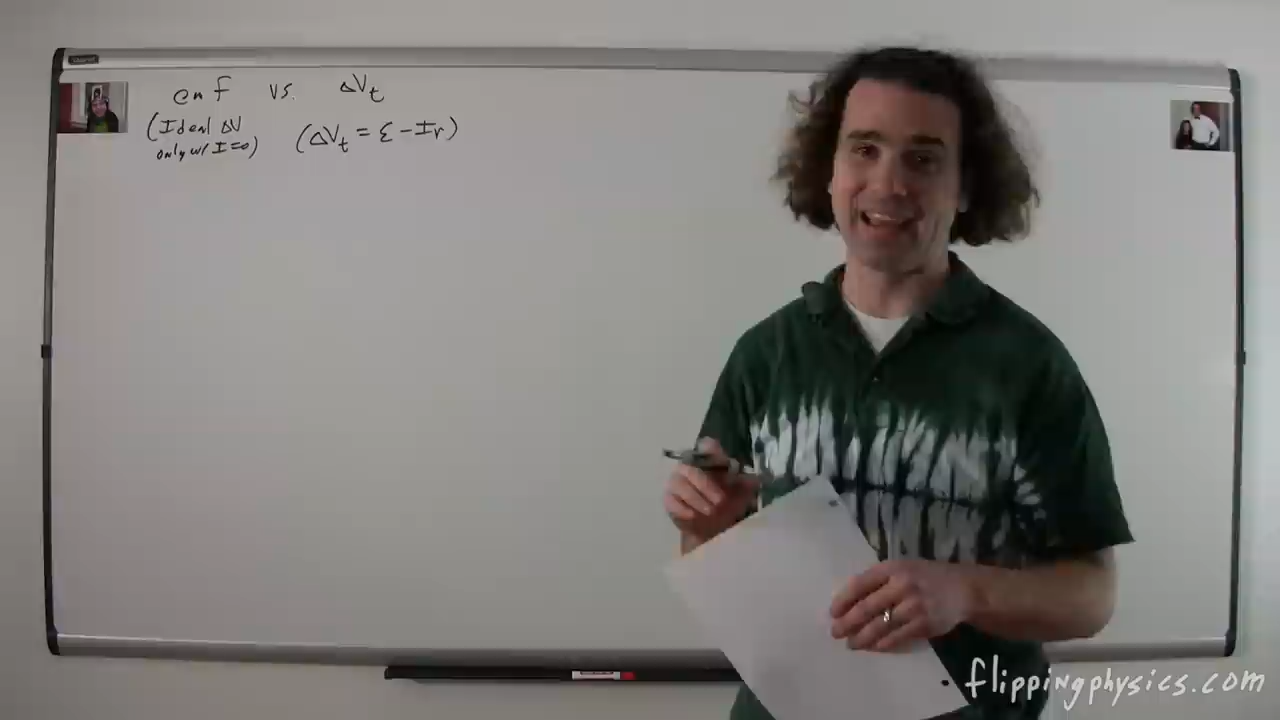 emf vs. ΔVt
(Ideal ΔV
only w/ I=0) (ΔVt = ε - Ir)
flippingphysics.com